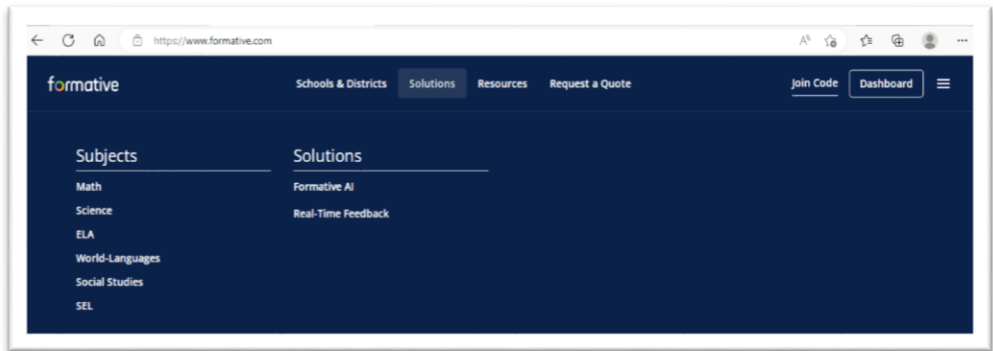 https://www.formative.com
formative Schools & Districts Solutions Resources Request a Quote Join Code Dashboard
Subjects
Math
Science
ELA
World-Languages
Social Studies
SEL
Solutions
Formative AI
Real-Time Feedback